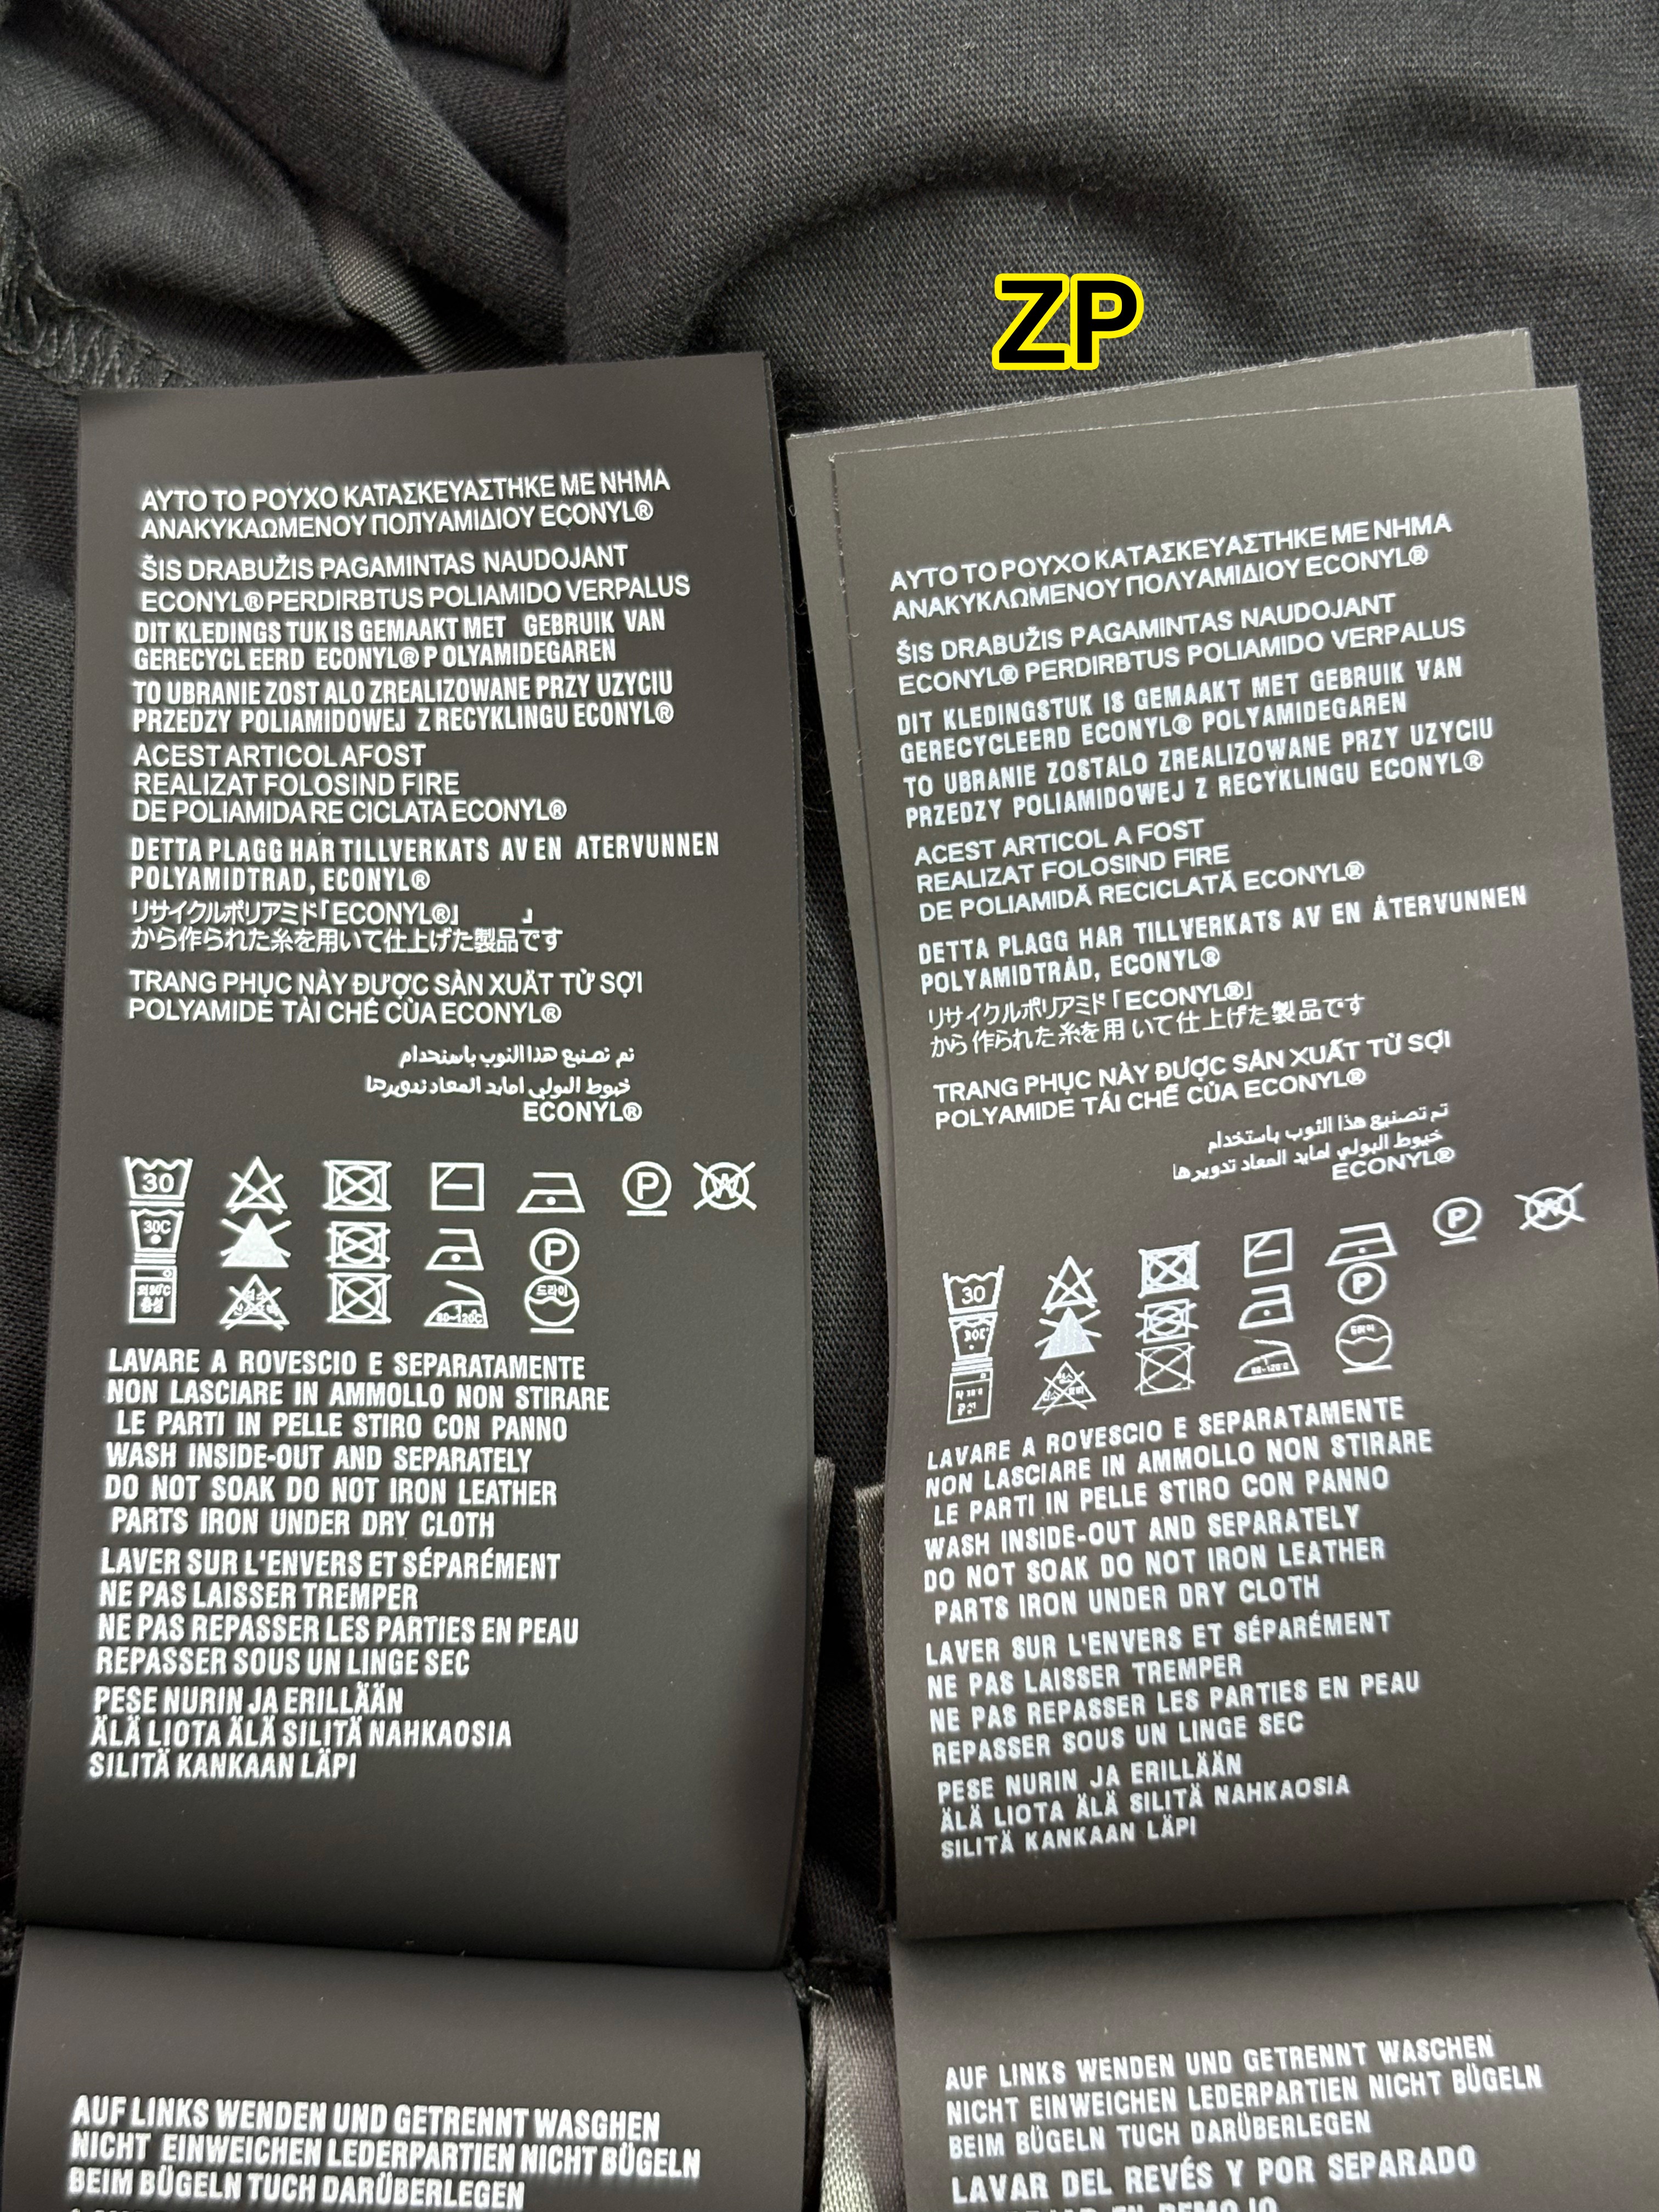 ZP
ΑΥΤΟ ΤΟ ΡΟΥΧΟ ΚΑΤΑΣΚΕΥΑΣΤΗΚΕ ΜΕ ΝΗΜΑ
ΑΝΑΚΥΚΑΩΜΕΝΟΥ ΠΟΛΥΑΜΙΔΙΟΥ ECONYL®
ŠIS DRABUŽIS PAGAMINTAS NAUDOJANT
ECONYL®PERDIRBTUS POLIAMIDO VERPALUS
DIT KLEDINGS TUK IS GEMAAKT MET GEBRUIK VAN
GERECYCL EERD ECONYL® P OLYAMIDEGAREN
TO UBRANIE ZOST ALO ZREALIZOWANE PRZY UZYCIU
PRZEDZY POLIAMIDOWEJ Z RECYKLINGU ECONYL®
ACEST ARTICOLAFOST
REALIZAT FOLOSIND FIRE
DE POLIAMIDA RE CICLATA ECONYL®
DETTA PLAGG HAR TILLVERKATS AV EN ATERVUNNEN
POLYAMIDTRAD, ECONYL®
リサイクルポリアミド「ECONYL®」 」
から作られた糸を用いて仕上げた製品です
TRANG PHỤC NÀY ĐƯỢC SÀN XUÄT TỪ SỢI
POLYAMIDE TÀI CHÉ CỦA ECONYL®
تم تصنيع هذا الثوب باستخدام
خيوط البولي امايد المعاد تدويرها
ECONYL®
30 P W
30C P
드라이
80~120C
LAVARE A ROVESCIO E SEPARATAMENTE
NON LASCIARE IN AMMOLLO NON STIRARE
LE PARTI IN PELLE STIRO CON PANNO
WASH INSIDE-OUT AND SEPARATELY
DO NOT SOAK DO NOT IRON LEATHER
PARTS IRON UNDER DRY CLOTH
LAVER SUR L'ENVERS ET SÉPARÉMENT
NE PAS LAISSER TREMPER
NE PAS REPASSER LES PARTIES EN PEAU
REPASSER SOUS UN LINGE SEC
PESE NURIN JA ERILLÄÄN
ÄLÄ LIOTA ÄLÄ SILITÄ NAHKAOSIA
SILITÄ KANKAAN LÄPI
AUF LINKS WENDEN UND GETRENNT WASGHEN
NICHT EINWEICHEN LEDERPARTIEN NICHT BÜGELN
BEIM BÜGELN TUCH DARÜBERLEGEN
ΑΥΤΟ ΤΟ ΡΟΥΧΟ ΚΑΤΑΣΚΕΥΑΣΤΗΚΕ ΜΕ ΝΗΜΑ
ΑΝΑΚΥΚΛΩΜΕΝΟΥ ΠΟΛΥΑΜΙΔΙΟΥ ECONYL®
ŠIS DRABUŽIS PAGAMINTAS NAUDOJANT
ECONYL® PERDIRBTUS POLIAMIDO VERPALUS
DIT KLEDINGSTUK IS GEMAAKT MET GEBRUIK VAN
GERECYCLEERD ECONYL® POLYAMIDEGAREN
TO UBRANIE ZOSTALO ZREALIZOWANE PRZY UZYCIU
PRZEDZY POLIAMIDOWEJ Z RECYKLINGU ECONYL®
ACEST ARTICOL A FOST
REALIZAT FOLOSIND FIRE
DE POLIAMIDĂ RECICLATĂ ECONYL®
DETTA PLAGG HAR TILLVERKATS AV EN ÅTERVUNNEN
POLYAMIDTRÅD, ECONYL®
リサイクルポリアミド「ECONYL®」
から作られた糸を用いて仕上げた製品です
TRANG PHỤC NÀY ĐƯỢC SẢN XUẤT TỪ SỢI
POLYAMIDE TÁI CHẾ CỦA ECONYL®
تم تصنيع هذا الثوب باستخدام
خيوط البولي امايد المعاد تدويرها
ECONYL®
30 P W
30C P
LAVARE A ROVESCIO E SEPARATAMENTE
NON LASCIARE IN AMMOLLO NON STIRARE
LE PARTI IN PELLE STIRO CON PANNO
WASH INSIDE-OUT AND SEPARATELY
DO NOT SOAK DO NOT IRON LEATHER
PARTS IRON UNDER DRY CLOTH
LAVER SUR L'ENVERS ET SÉPARÉMENT
NE PAS LAISSER TREMPER
NE PAS REPASSER LES PARTIES EN PEAU
REPASSER SOUS UN LINGE SEC
PESE NURIN JA ERILLÄÄN
ÄLÄ LIOTA ÄLÄ SILITÄ NAHKAOSIA
SILITÄ KANKAAN LÄPI
AUF LINKS WENDEN UND GETRENNT WASCHEN
NICHT EINWEICHEN LEDERPARTIEN NICHT BÜGELN
BEIM BÜGELN TUCH DARÜBERLEGEN
LAVAR DEL REVÉS Y POR SEPARADO